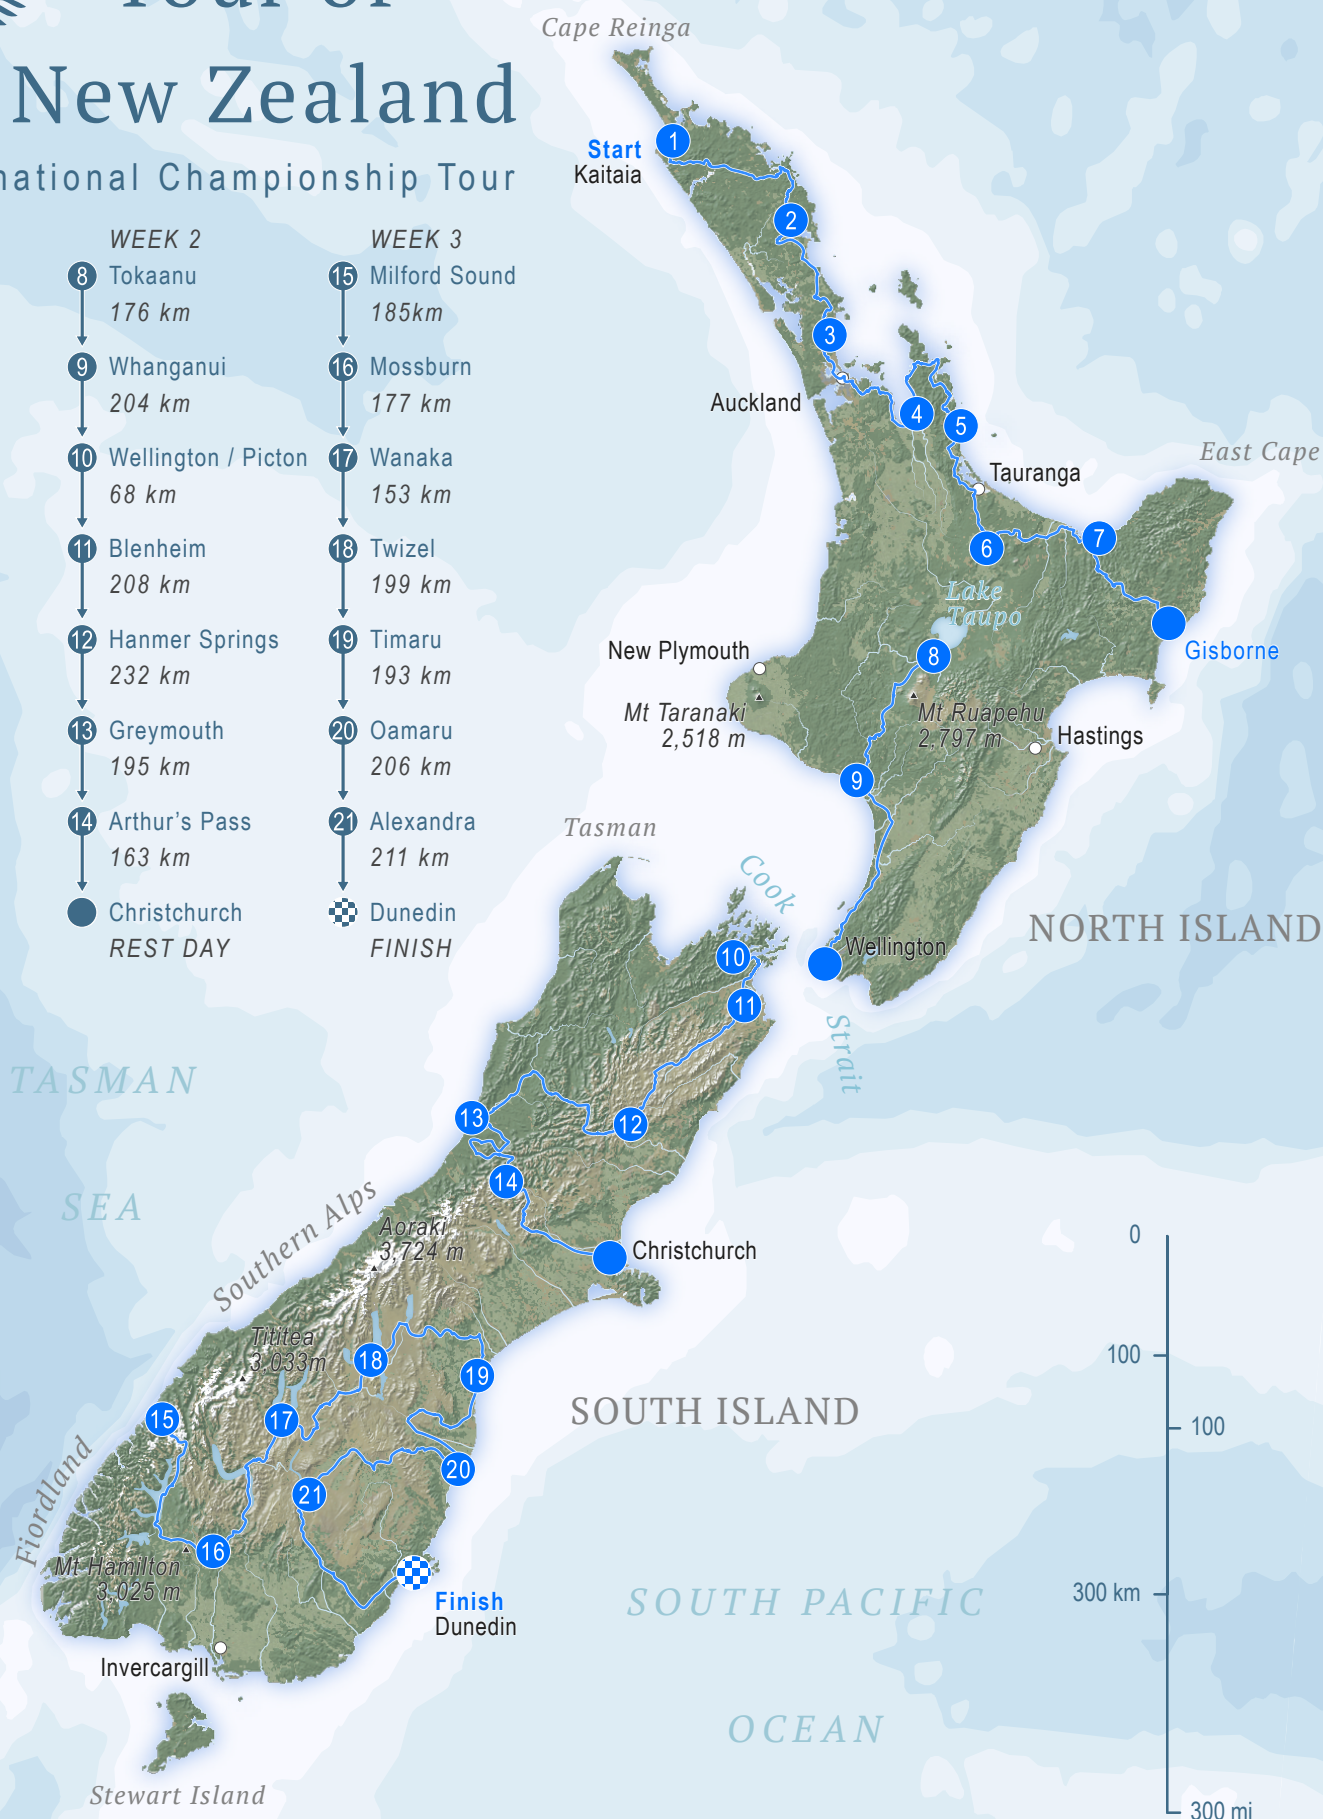 Tour of
New Zealand
national Championship Tour
WEEK 2
8 Tokaanu
176 km
9 Whanganui
204 km
10 Wellington / Picton
68 km
11 Blenheim
208 km
12 Hanmer Springs
232 km
13 Greymouth
195 km
14 Arthur's Pass
163 km
Christchurch
REST DAY
WEEK 3
15 Milford Sound
185km
16 Mossburn
177 km
17 Wanaka
153 km
18 Twizel
199 km
19 Timaru
193 km
20 Oamaru
206 km
21 Alexandra
211 km
Dunedin
FINISH
Cape Reinga
1
Start
Kaitaia
2
3
Auckland
4
5
East Cape
Tauranga
6
7
Lake
Taupo
Gisborne
8
New Plymouth
Mt Taranaki
2,518 m
Mt Ruapehu
2,797 m
Hastings
9
Tasman
Cook
Strait
NORTH ISLAND
Wellington
10
11
TASMAN
SEA
13
12
14
Southern Alps
Aoraki
3,724 m
Christchurch
Tititea
3,033m
18
19
SOUTH ISLAND
15
17
Fiordland
20
21
16
Mt Hamilton
3,025 m
Finish
Dunedin
SOUTH PACIFIC
OCEAN
Invercargill
Stewart Island
0
100
100
300 km
300 mi